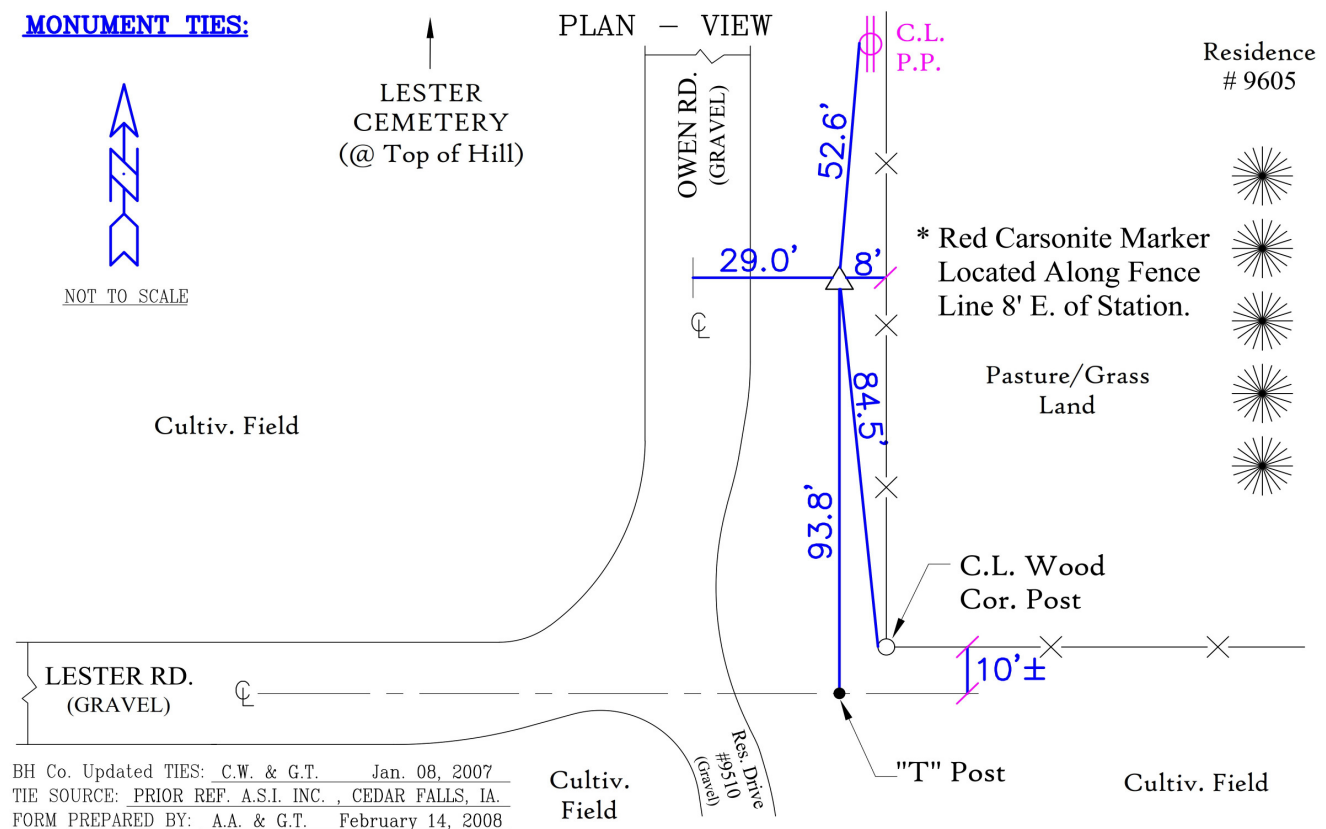 MONUMENT TIES:
PLAN - VIEW
C.L.
P.P.
Residence
# 9605
LESTER
CEMETERY
(@ Top of Hill)
OWEN RD.
(GRAVEL)
52.6'
N
NOT TO SCALE
29.0'
8'
* Red Carsonite Marker
Located Along Fence
Line 8' E. of Station.
℄
Pasture/Grass
Land
84.5'
Cultiv. Field
93.8'
C.L. Wood
Cor. Post
LESTER RD.
(GRAVEL)
℄
10'±
Res. Drive
#9510
(Gravel)
"T" Post
Cultiv.
Field
Cultiv. Field
BH Co. Updated TIES: C.W. & G.T. Jan. 08, 2007
TIE SOURCE: PRIOR REF. A.S.I. INC. , CEDAR FALLS, IA.
FORM PREPARED BY: A.A. & G.T. February 14, 2008